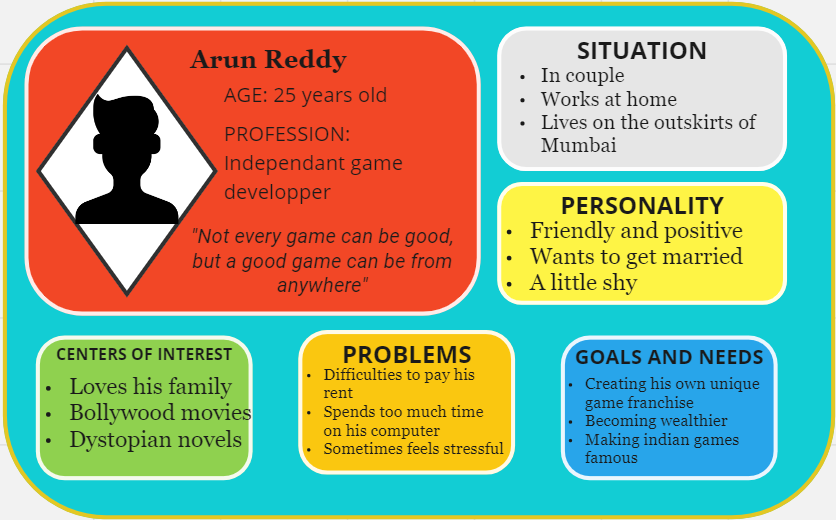 Arun Reddy
AGE: 25 years old
PROFESSION:
Independant game
developper
"Not every game can be good,
but a good game can be from
anywhere"
SITUATION
• In couple
• Works at home
• Lives on the outskirts of
Mumbai
PERSONALITY
• Friendly and positive
• Wants to get married
• A little shy
CENTERS OF INTEREST
• Loves his family
• Bollywood movies
• Dystopian novels
PROBLEMS
• Difficulties to pay his
rent
• Spends too much time
on his computer
• Sometimes feels stressful
GOALS AND NEEDS
• Creating his own unique
game franchise
• Becoming wealthier
• Making indian games
famous